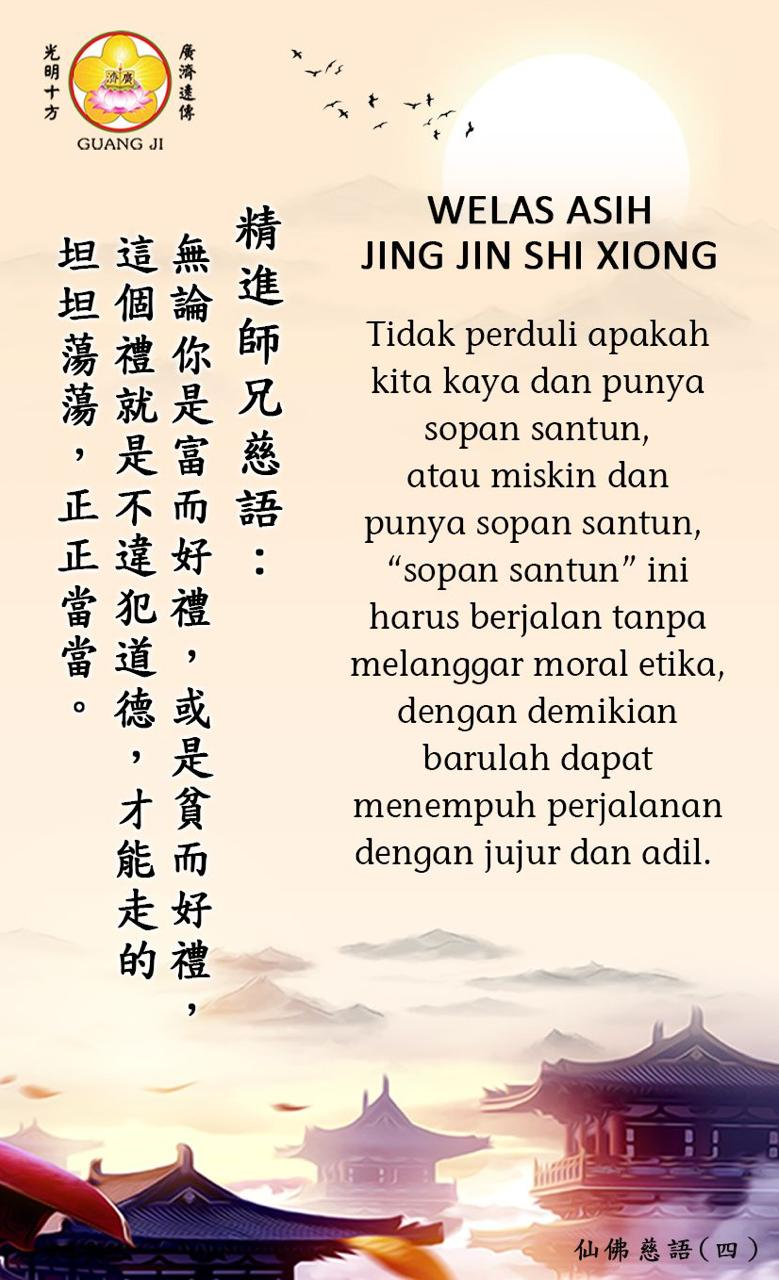 光明十方
廣濟遠傳
廣濟
GUANG JI
精進師兄慈語：
無論你是富而好禮，或是貧而好禮，
這個禮就是不違犯道德，才能走的
坦坦蕩蕩，正正當當。
WELAS ASIH
JING JIN SHI XIONG
Tidak perduli apakah
kita kaya dan punya
sopan santun,
atau miskin dan
punya sopan santun,
“sopan santun” ini
harus berjalan tanpa
melanggar moral etika,
dengan demikian
barulah dapat
menempuh perjalanan
dengan jujur dan adil.
仙佛慈語(四)